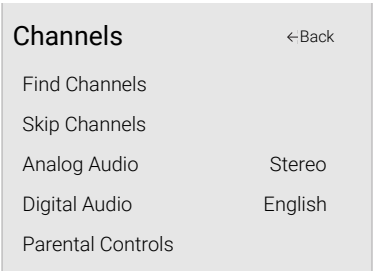 Channels ←Back
Find Channels
Skip Channels
Analog Audio Stereo
Digital Audio English
Parental Controls